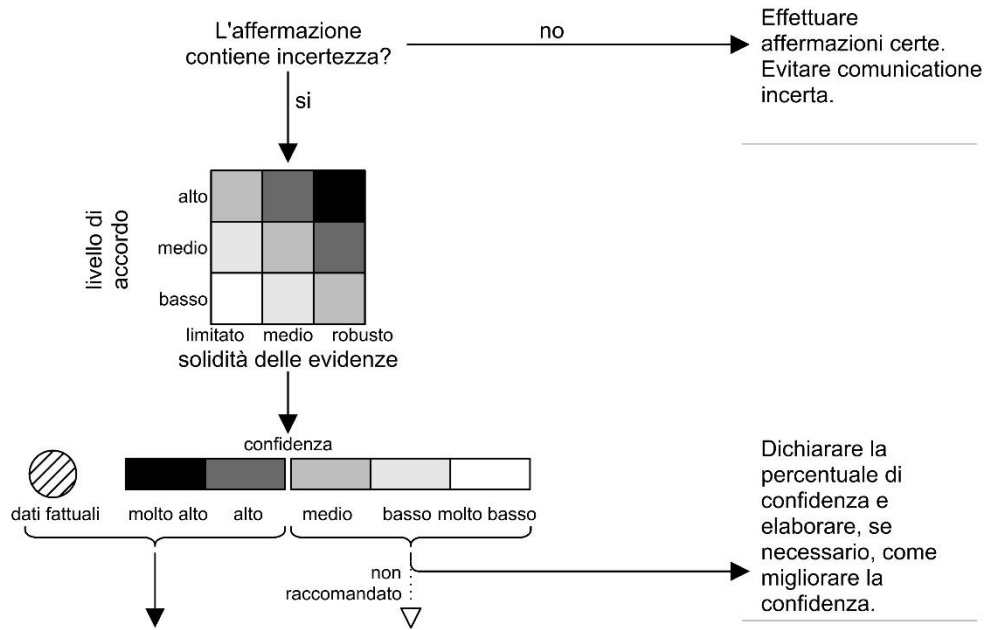 L'affermazione
contiene incertezza?
no
Effettuare
affermazioni certe.
Evitare comunicatione
incerta.
si
livello di
accordo
alto
medio
basso
limitato medio robusto
solidità delle evidenze
confidenza
dati fattuali molto alto alto medio basso molto basso
non
raccomandato
Dichiarare la
percentuale di
confidenza e
elaborare, se
necessario, come
migliorare la
confidenza.